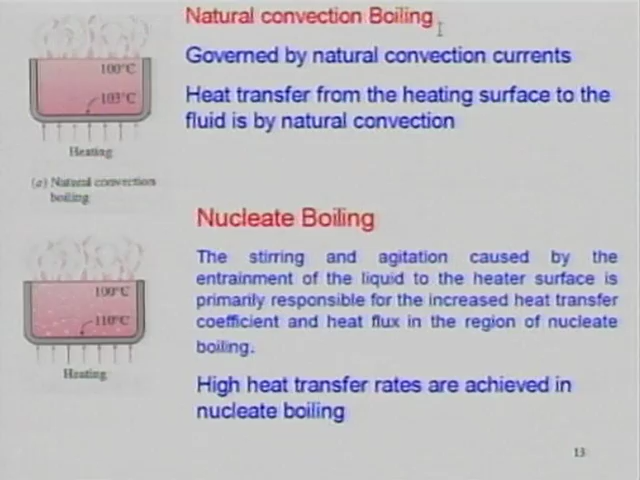 Natural convection Boiling
100°C
103°C
Heating
(a) Natural convection
boiling
Governed by natural convection currents
Heat transfer from the heating surface to the
fluid is by natural convection
Nucleate Boiling
100°C
110°C
Heating
The stirring and agitation caused by the
entrainment of the liquid to the heater surface is
primarily responsible for the increased heat transfer
coefficient and heat flux in the region of nucleate
boiling.
High heat transfer rates are achieved in
nucleate boiling
13